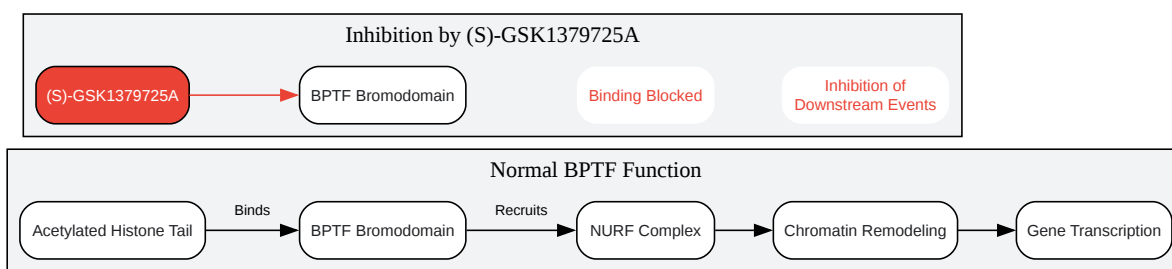 Inhibition by (S)-GSK1379725A
(S)-GSK1379725A
BPTF Bromodomain
Binding Blocked
Inhibition of
Downstream Events
Normal BPTF Function
Acetylated Histone Tail
Binds
BPTF Bromodomain
Recruits
NURF Complex
Chromatin Remodeling
Gene Transcription